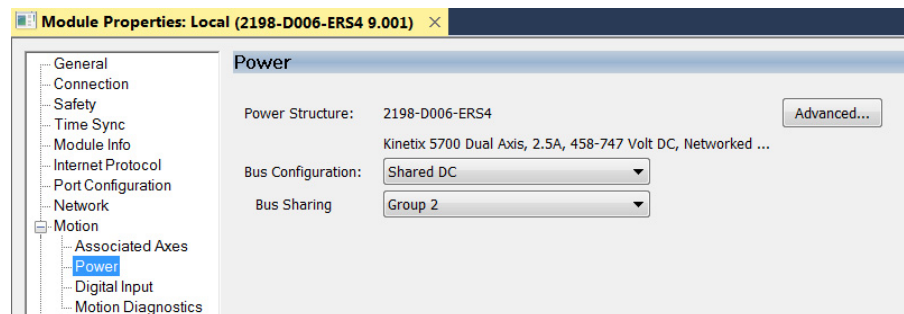 Module Properties: Local (2198-D006-ERS4 9.001) ×
General
Connection
Safety
Time Sync
Module Info
Internet Protocol
Port Configuration
Network
Motion
Associated Axes
Power
Digital Input
Motion Diagnostics
Power
Power Structure: 2198-D006-ERS4 Advanced...
Kinetix 5700 Dual Axis, 2.5A, 458-747 Volt DC, Networked ...
Bus Configuration: Shared DC
Bus Sharing Group 2